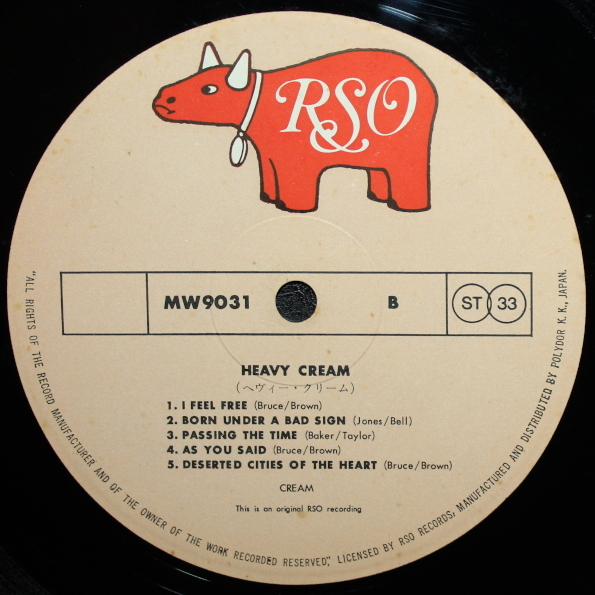 RSO
MW9031 B ST 33
HEAVY CREAM
(ヘヴィー・クリーム)
1. I FEEL FREE (Bruce/Brown)
2. BORN UNDER A BAD SIGN (Jones/Bell)
3. PASSING THE TIME (Baker/Taylor)
4. AS YOU SAID (Bruce/Brown)
5. DESERTED CITIES OF THE HEART (Bruce/Brown)
CREAM
This is an original RSO recording
"ALL RIGHTS OF THE RECORD MANUFACTURER AND OF THE OWNER OF THE WORK RECORDED RESERVED", LICENSED BY RSO RECORDS, MANUFACTURED AND DISTRIBUTED BY POLYDOR K. K., JAPAN.